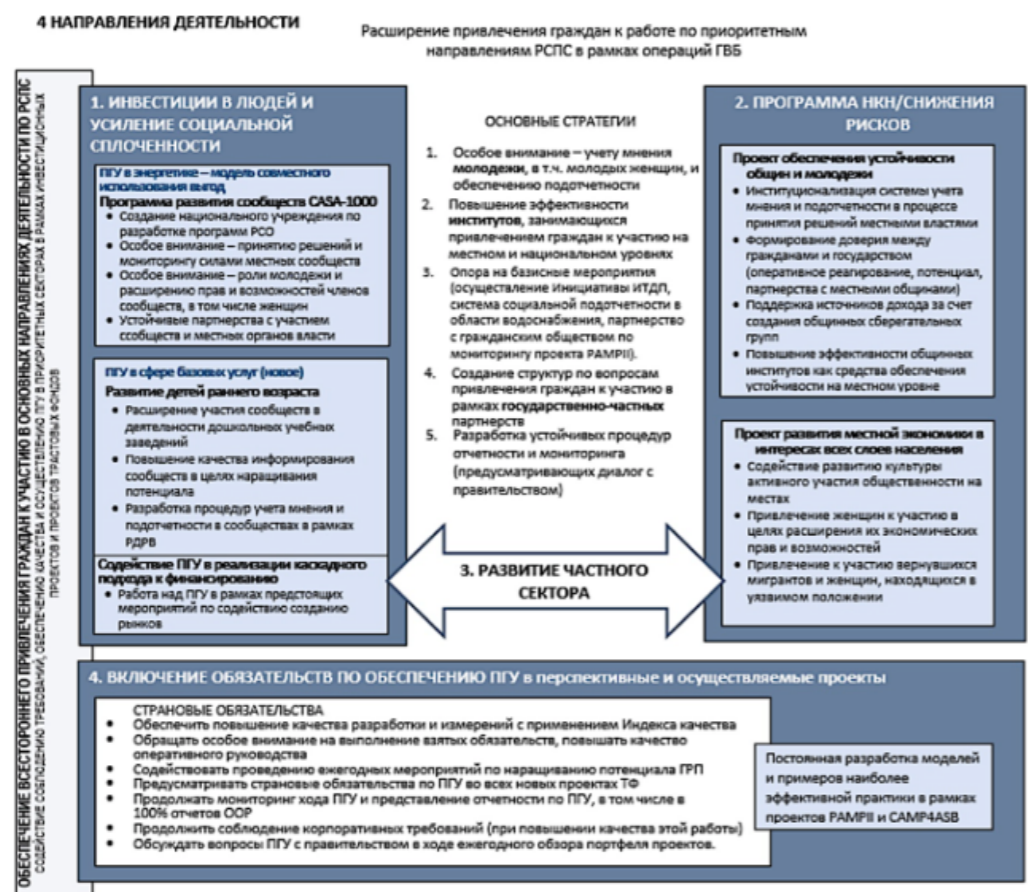 4 НАПРАВЛЕНИЯ ДЕЯТЕЛЬНОСТИ
Расширение привлечения граждан к работе по приоритетным
направлениям РСПС в рамках операций ГВБ
ОБЕСПЕЧЕНИЕ ВСЕСТОРОННЕГО ПРИВЛЕЧЕНИЯ ГРАЖДАН К УЧАСТИЮ В ОСНОВНЫХ НАПРАВЛЕНИЯХ ДЕЯТЕЛЬНОСТИ ПО РСПС
СОДЕЙСТВИЕ СОБЛЮДЕНИЮ ТРЕБОВАНИЙ, ОБЕСПЕЧЕНИЮ КАЧЕСТВА И ОСУЩЕСТВЛЕНИЮ ПГУ В ПРИОРИТЕТНЫХ СЕКТОРАХ В РАМКАХ ИНВЕСТИЦИОННЫХ
ПРОЕКТОВ И ПРОЕКТОВ ТРАСТОВЫХ ФОНДОВ
1. ИНВЕСТИЦИИ В ЛЮДЕЙ И
УСИЛЕНИЕ СОЦИАЛЬНОЙ
СПЛОЧЕННОСТИ
ПГУ в энергетике – модель совместного
использования выгод
Программа развития сообществ CASA-1000
• Создание национального учреждения по
разработке программ РСО
• Особое внимание – принятию решений и
мониторингу силами местных сообществ
• Особое внимание – роли молодежи и
расширению прав и возможностей членов
сообществ, в том числе женщин
• Устойчивые партнерства с участием
сообществ и местных органов власти
ПГУ в сфере базовых услуг (новое)
Развитие детей раннего возраста
• Расширение участия сообществ в
деятельности дошкольных учебных
заведений
• Повышение качества информирования
сообществ в целях наращивания
потенциала
• Разработка процедур учета мнения и
подотчетности в сообществах в рамках
РДРВ
Содействие ПГУ в реализации каскадного
подхода к финансированию
• Работа над ПГУ в рамках предстоящих
мероприятий по содействию созданию
рынков
ОСНОВНЫЕ СТРАТЕГИИ
1. Особое внимание – учету мнения
молодежи, в т.ч. молодых женщин, и
обеспечению подотчетности
2. Повышение эффективности
институтов, занимающихся
привлечением граждан к участию на
местном и национальном уровнях
3. Опора на базисные мероприятия
(осуществление Инициативы ИТДП,
система социальной подотчетности в
области водоснабжения, партнерство
с гражданским обществом по
мониторингу проекта PAMPII).
4. Создание структур по вопросам
привлечения граждан к участию в
рамках государственно-частных
партнерств
5. Разработка устойчивых процедур
отчетности и мониторинга
(предусматривающих диалог с
правительством)
3. РАЗВИТИЕ ЧАСТНОГО
СЕКТОРА
2. ПРОГРАММА НКН/СНИЖЕНИЯ
РИСКОВ
Проект обеспечения устойчивости
общин и молодежи
• Институционализация системы учета
мнения и подотчетности в процессе
принятия решений местными властями
• Формирование доверия между
гражданами и государством
(оперативное реагирование, потенциал,
партнерства с местными общинами)
• Поддержка источников дохода за счет
создания общинных сберегательных
групп
• Повышение эффективности общинных
институтов как средства обеспечения
устойчивости на местном уровне
Проект развития местной экономики в
интересах всех слоев населения
• Содействие развитию культуры
активного участия общественности на
местах
• Привлечение женщин к участию в
целях расширения их экономических
прав и возможностей
• Привлечение к участию вернувшихся
мигрантов и женщин, находящихся в
уязвимом положении
4. ВКЛЮЧЕНИЕ ОБЯЗАТЕЛЬСТВ ПО ОБЕСПЕЧЕНИЮ ПГУ в перспективные и осуществляемые проекты
СТРАНОВЫЕ ОБЯЗАТЕЛЬСТВА
• Обеспечить повышение качества разработки и измерений с применением Индекса качества
• Обращать особое внимание на выполнение взятых обязательств, повышать качество
оперативного руководства
• Содействовать проведению ежегодных мероприятий по наращиванию потенциала ГРП
• Предусматривать страновые обязательства по ПГУ во всех новых проектах ТФ
• Продолжать мониторинг хода ПГУ и представление отчетности по ПГУ, в том числе в
100% отчетов ООР
• Продолжить соблюдение корпоративных требований (при повышении качества этой работы)
• Обсуждать вопросы ПГУ с правительством в ходе ежегодного обзора портфеля проектов.
Постоянная разработка моделей
и примеров наиболее
эффективной практики в рамках
проектов PAMPII и CAMP4ASB